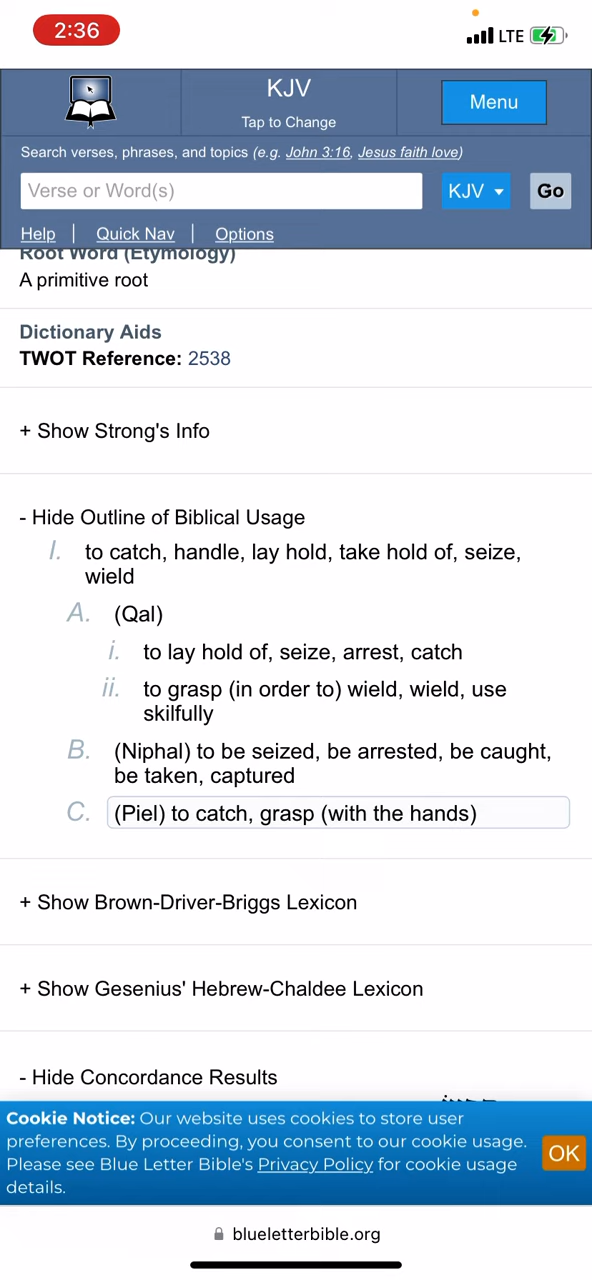 2:36
LTE
KJV
Tap to Change
Menu
Search verses, phrases, and topics (e.g. John 3:16, Jesus faith love)
Verse or Word(s)
KJV
Go
Help | Quick Nav | Options
Root Word (Etymology)
A primitive root
Dictionary Aids
TWOT Reference: 2538
+ Show Strong's Info
- Hide Outline of Biblical Usage
I. to catch, handle, lay hold, take hold of, seize,
wield
A. (Qal)
i. to lay hold of, seize, arrest, catch
ii. to grasp (in order to) wield, wield, use
skilfully
B. (Niphal) to be seized, be arrested, be caught,
be taken, captured
C. (Piel) to catch, grasp (with the hands)
+ Show Brown-Driver-Briggs Lexicon
+ Show Gesenius' Hebrew-Chaldee Lexicon
- Hide Concordance Results
Cookie Notice: Our website uses cookies to store user
preferences. By proceeding, you consent to our cookie usage.
Please see Blue Letter Bible's Privacy Policy for cookie usage
details.
OK
blueletterbible.org